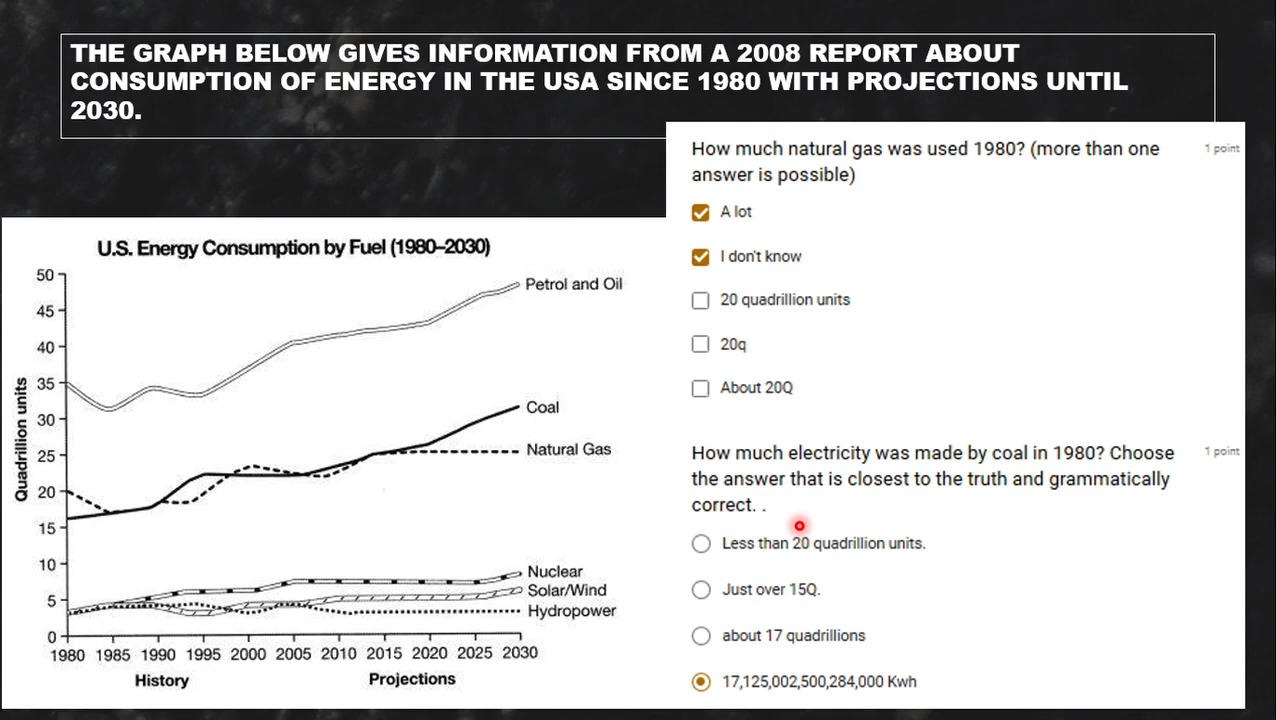 THE GRAPH BELOW GIVES INFORMATION FROM A 2008 REPORT ABOUT
CONSUMPTION OF ENERGY IN THE USA SINCE 1980 WITH PROJECTIONS UNTIL
2030.
U.S. Energy Consumption by Fuel (1980–2030)
Quadrillion units
50
45
40
35
30
25
20
15
10
5
0
Petrol and Oil
Coal
Natural Gas
Nuclear
Solar/Wind
Hydropower
1980 1985 1990 1995 2000 2005 2010 2015 2020 2025 2030
History Projections
How much natural gas was used 1980? (more than one
answer is possible)
1 point
A lot
I don't know
20 quadrillion units
20q
About 20Q
How much electricity was made by coal in 1980? Choose
the answer that is closest to the truth and grammatically
correct. .
1 point
Less than 20 quadrillion units.
Just over 15Q.
about 17 quadrillions
17,125,002,500,284,000 Kwh